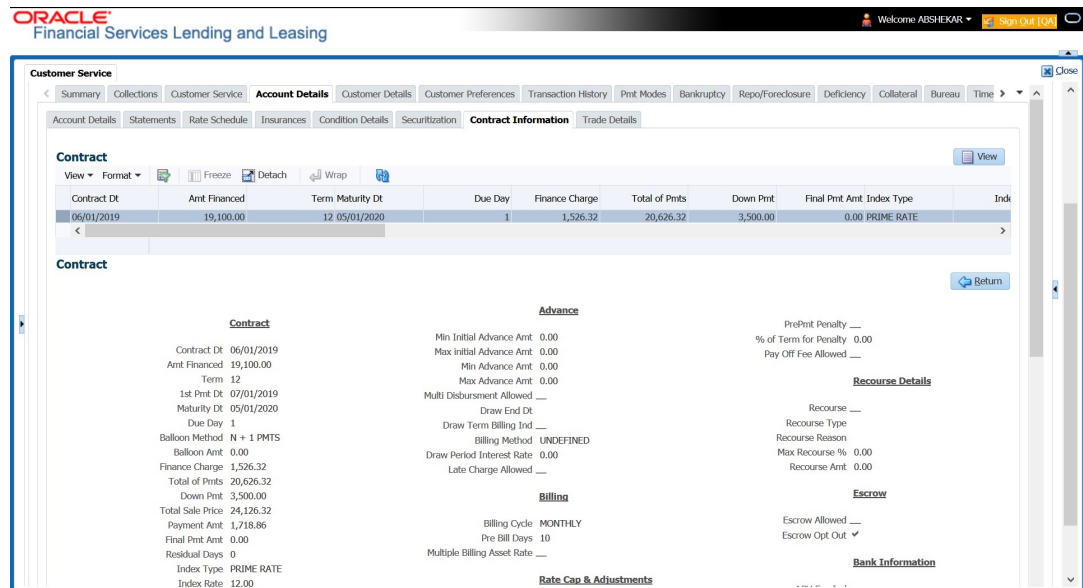 ORACLE
Financial Services Lending and Leasing
Welcome ABSHEKAR
Sign Out [QA]
Close
Customer Service
Summary Collections Customer Service Account Details Customer Details Customer Preferences Transaction History Pmt Modes Bankruptcy Repo/Foreclosure Deficiency Collateral Bureau Time
Account Details Statements Rate Schedule Insurances Condition Details Securitization Contract Information Trade Details
Contract
View
View Format Freeze Detach Wrap
Contract Dt Amt Financed Term Maturity Dt Due Day Finance Charge Total of Pmts Down Pmt Final Pmt Amt Index Type Inde
06/01/2019 19,100.00 12 05/01/2020 1 1,526.32 20,626.32 3,500.00 0.00 PRIME RATE
Contract
Return
Contract
Contract Dt 06/01/2019
Amt Financed 19,100.00
Term 12
1st Pmt Dt 07/01/2019
Maturity Dt 05/01/2020
Due Day 1
Balloon Method N + 1 PMTS
Balloon Amt 0.00
Finance Charge 1,526.32
Total of Pmts 20,626.32
Down Pmt 3,500.00
Total Sale Price 24,126.32
Payment Amt 1,718.86
Final Pmt Amt 0.00
Residual Days 0
Index Type PRIME RATE
Index Rate 12.00
Advance
Min Initial Advance Amt 0.00
Max initial Advance Amt 0.00
Min Advance Amt 0.00
Max Advance Amt 0.00
Multi Disbursment Allowed
Draw End Dt
Draw Term Billing Ind
Billing Method UNDEFINED
Draw Period Interest Rate 0.00
Late Charge Allowed
Billing
Billing Cycle MONTHLY
Pre Bill Days 10
Multiple Billing Asset Rate
Rate Cap & Adjustments
PrePmt Penalty
% of Term for Penalty 0.00
Pay Off Fee Allowed
Recourse Details
Recourse
Recourse Type
Recourse Reason
Max Recourse % 0.00
Recourse Amt 0.00
Escrow
Escrow Allowed
Escrow Opt Out ✔
Bank Information